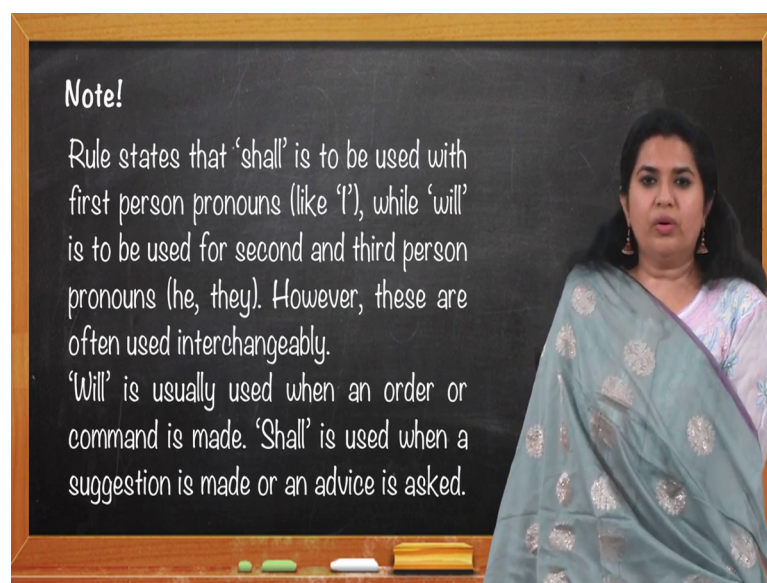 Note!
Rule states that ‘shall’ is to be used with
first person pronouns (like ‘I’), while ‘will’
is to be used for second and third person
pronouns (he, they). However, these are
often used interchangeably.
‘Will’ is usually used when an order or
command is made. ‘Shall’ is used when a
suggestion is made or an advice is asked.